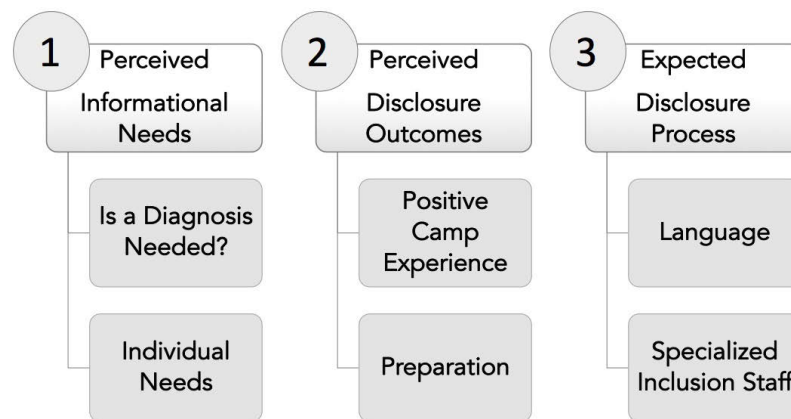 1
Perceived
Informational
Needs
Is a Diagnosis
Needed?
Individual
Needs
2
Perceived
Disclosure
Outcomes
Positive
Camp
Experience
Preparation
3
Expected
Disclosure
Process
Language
Specialized
Inclusion Staff